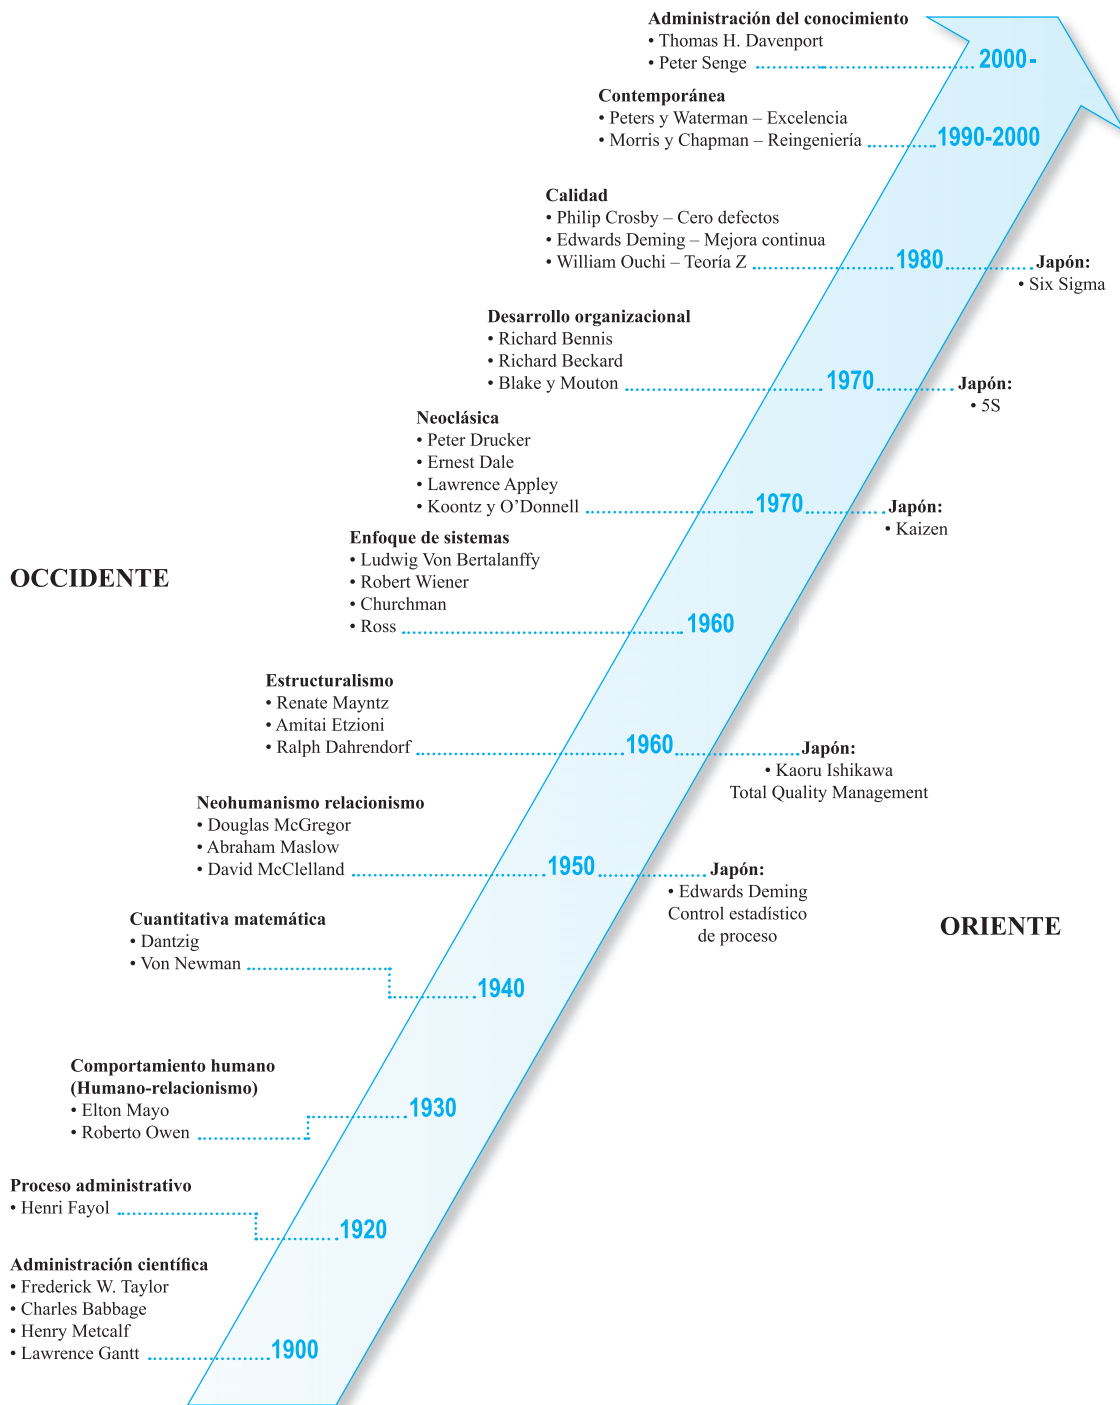 Administración del conocimiento
• Thomas H. Davenport
• Peter Senge
2000-
Contemporánea
• Peters y Waterman – Excelencia
• Morris y Chapman – Reingeniería
1990-2000
Calidad
• Philip Crosby – Cero defectos
• Edwards Deming – Mejora continua
• William Ouchi – Teoría Z
1980
Japón:
• Six Sigma
Desarrollo organizacional
• Richard Bennis
• Richard Beckard
• Blake y Mouton
1970
Japón:
• 5S
Neoclásica
• Peter Drucker
• Ernest Dale
• Lawrence Appley
• Koontz y O’Donnell
1970
Japón:
• Kaizen
Enfoque de sistemas
• Ludwig Von Bertalanffy
• Robert Wiener
• Churchman
• Ross
1960
OCCIDENTE
Estructuralismo
• Renate Mayntz
• Amitai Etzioni
• Ralph Dahrendorf
1960
Japón:
• Kaoru Ishikawa
Total Quality Management
Neohumanismo relacionismo
• Douglas McGregor
• Abraham Maslow
• David McClelland
1950
Japón:
• Edwards Deming
Control estadístico
de proceso
ORIENTE
Cuantitativa matemática
• Dantzig
• Von Newman
1940
Comportamiento humano
(Humano-relacionismo)
• Elton Mayo
• Roberto Owen
1930
Proceso administrativo
• Henri Fayol
1920
Administración científica
• Frederick W. Taylor
• Charles Babbage
• Henry Metcalf
• Lawrence Gantt
1900